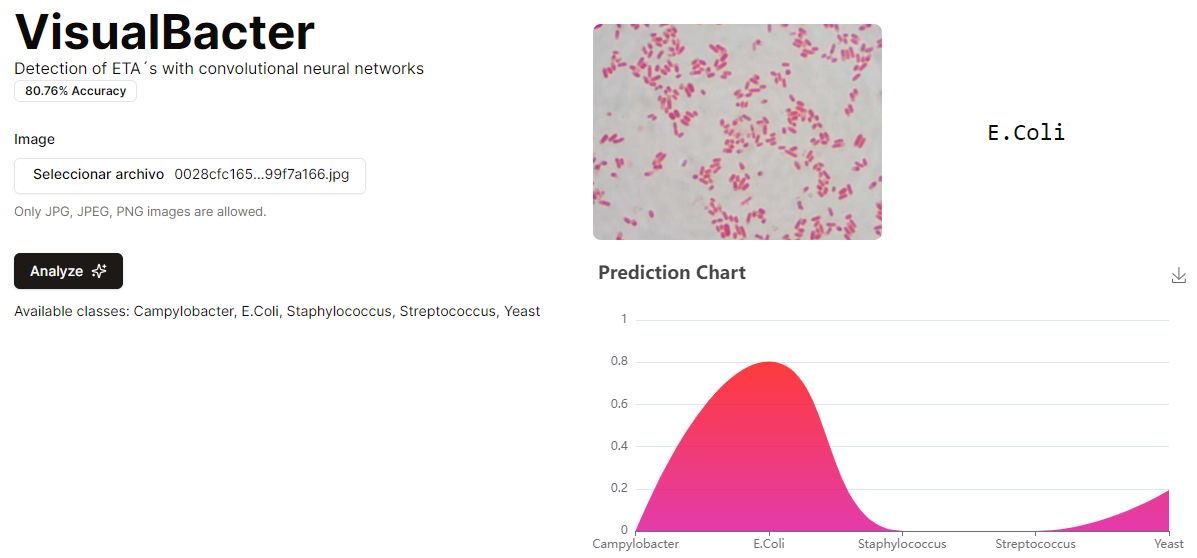 VisualBacter
Detection of ETA´s with convolutional neural networks
80.76% Accuracy
Image
Seleccionar archivo 0028cfc165...99f7a166.jpg
Only JPG, JPEG, PNG images are allowed.
Analyze
Available classes: Campylobacter, E.Coli, Staphylococcus, Streptococcus, Yeast
E.Coli
Prediction Chart
1
0.8
0.6
0.4
0.2
0
Campylobacter E.Coli Staphylococcus Streptococcus Yeast